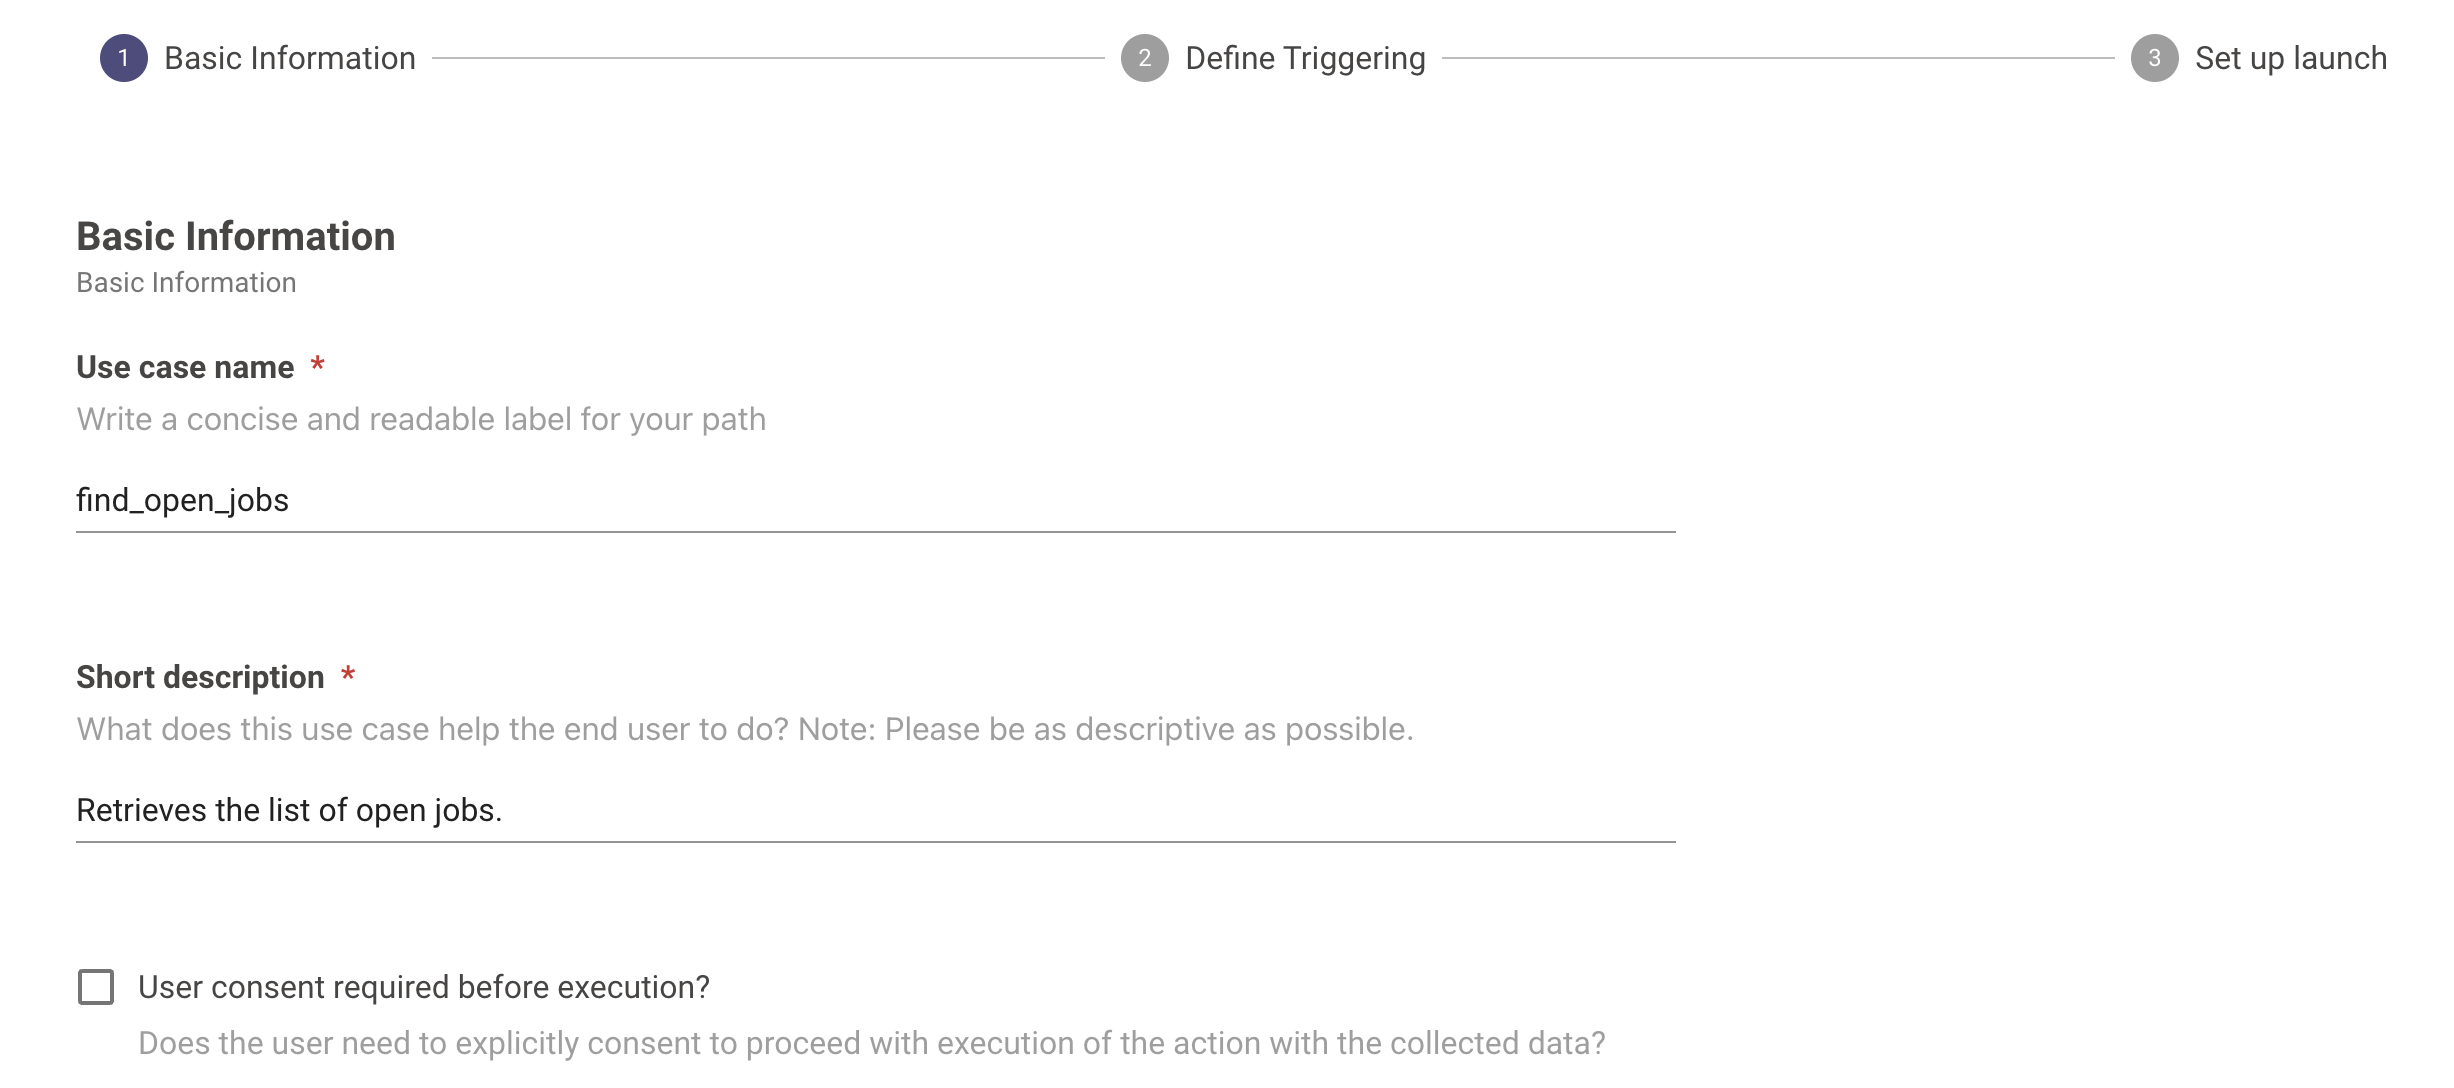 1 Basic Information 2 Define Triggering 3 Set up launch
Basic Information
Basic Information
Use case name *
Write a concise and readable label for your path
find_open_jobs
Short description *
What does this use case help the end user to do? Note: Please be as descriptive as possible.
Retrieves the list of open jobs.
User consent required before execution?
Does the user need to explicitly consent to proceed with execution of the action with the collected data?